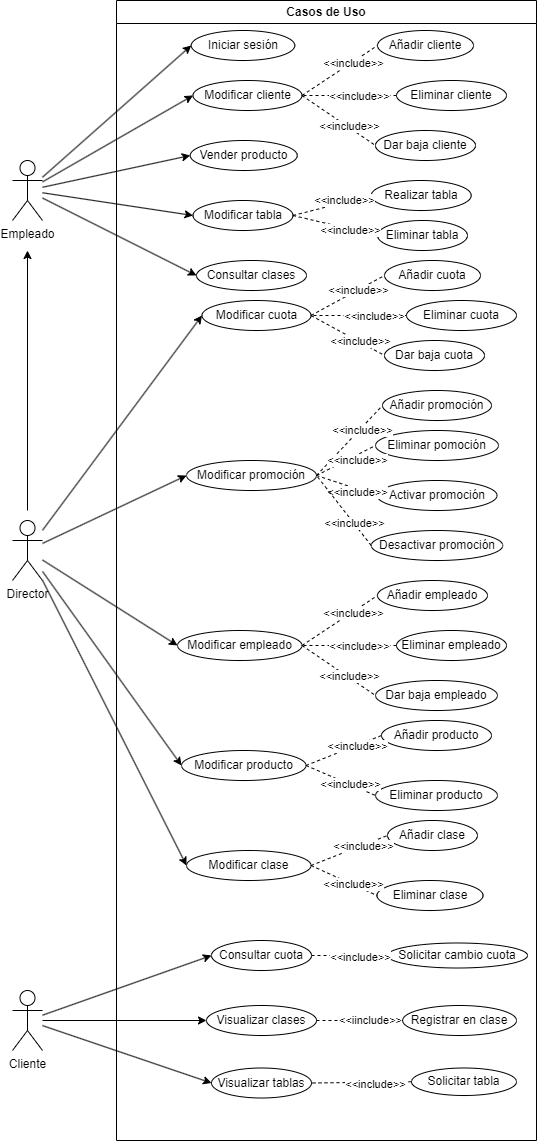 Casos de Uso
Iniciar sesión
Añadir cliente
<<include>>
Modificar cliente
<<include>>
Eliminar cliente
<<include>>
Dar baja cliente
Vender producto
Empleado
Realizar tabla
<<include>>
Modificar tabla
<<include>>
Eliminar tabla
Consultar clases
Añadir cuota
<<include>>
Modificar cuota
Eliminar cuota
<<include>>
Dar baja cuota
Añadir promoción
<<include>>
Eliminar pomoción
<<include>>
Modificar promoción
<<include>>
Activar promoción
<<include>>
Desactivar promoción
Director
Añadir empleado
<<include>>
Modificar empleado
<<include>>
Eliminar empleado
<<include>>
Dar baja empleado
Añadir producto
<<include>>
Modificar producto
<<include>>
Eliminar producto
Añadir clase
<<include>>
Modificar clase
<<include>>
Eliminar clase
Consultar cuota
<<include>>
Solicitar cambio cuota
Visualizar clases
<<iinclude>>
Registrar en clase
Cliente
Visualizar tablas
<<include>>
Solicitar tabla